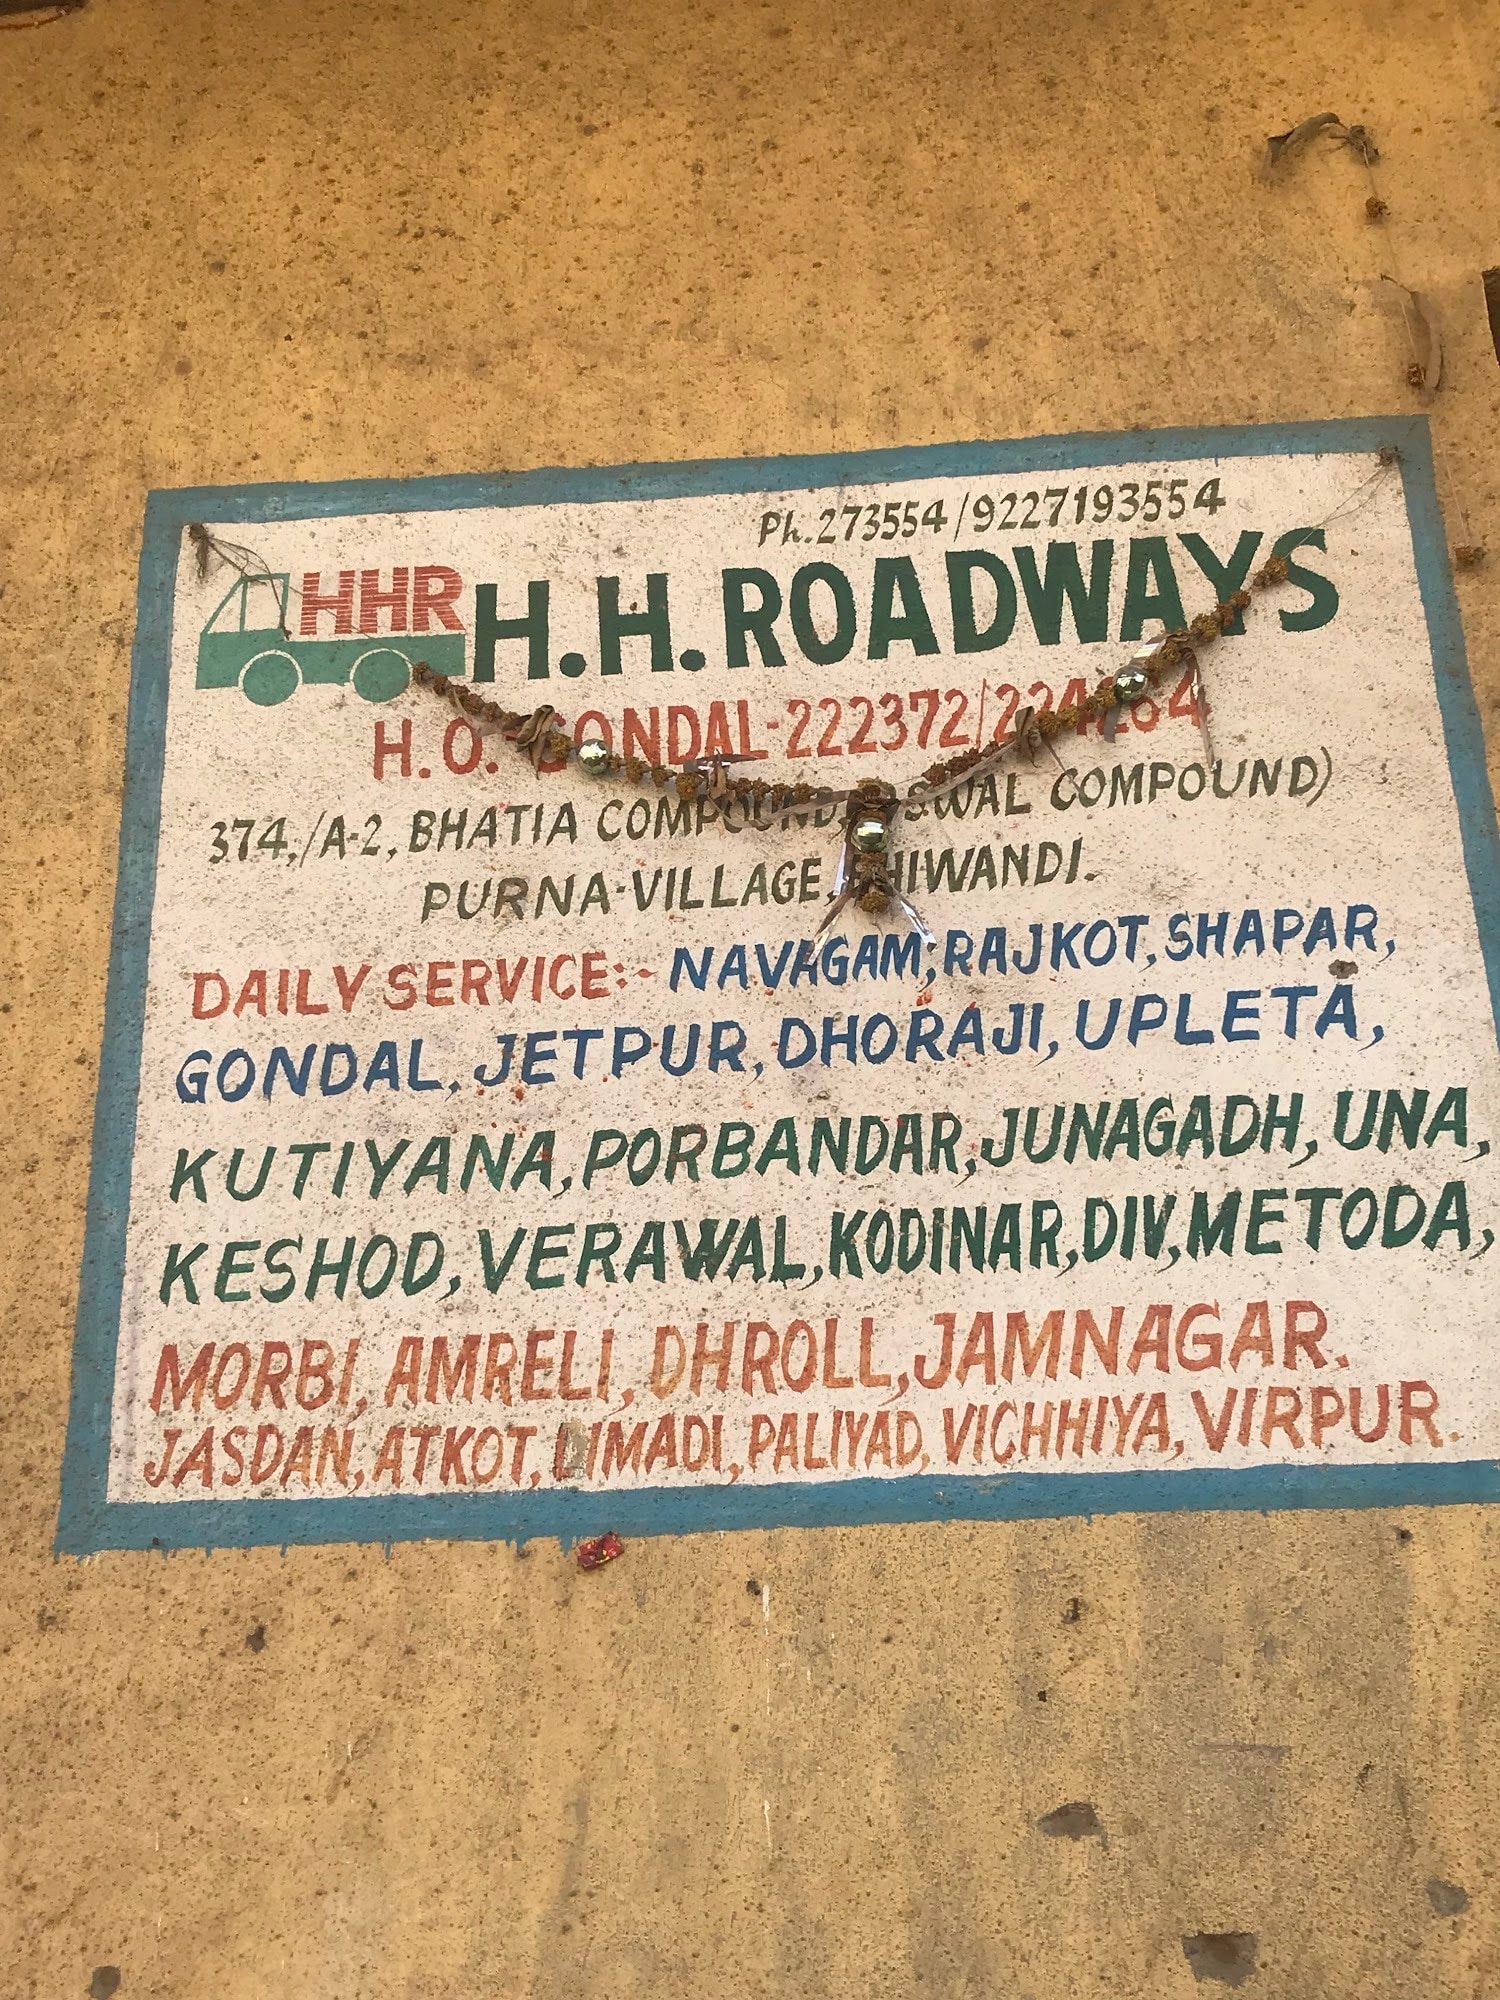 Ph.273554/9227193554
HHR H.H.ROADWAYS
H.O.- GONDAL-222372/
374,/A-2, BHATIA COMPOUND, OSWAL COMPOUND)
PURNA-VILLAGE, BHIWANDI.
DAILY SERVICE:- NAVAGAM, RAJKOT, SHAPAR,
GONDAL, JETPUR, DHORAJI, UPLETA,
KUTIYANA, PORBANDAR, JUNAGADH, UNA,
KESHOD, VERAWAL, KODINAR, DIV, METODA,
MORBI, AMRELI, DHROLL, JAMNAGAR.
JASDAN, ATKOT, LIMADI, PALIYAD, VICHHIYA, VIRPUR.